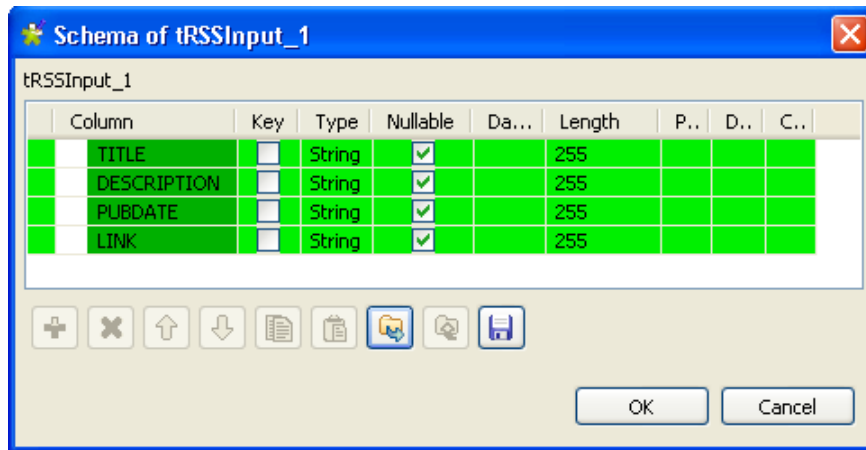 Schema of tRSSInput_1
tRSSInput_1
Column Key Type Nullable Da... Length P.. D.. C..
TITLE String 255
DESCRIPTION String 255
PUBDATE String 255
LINK String 255
OK Cancel